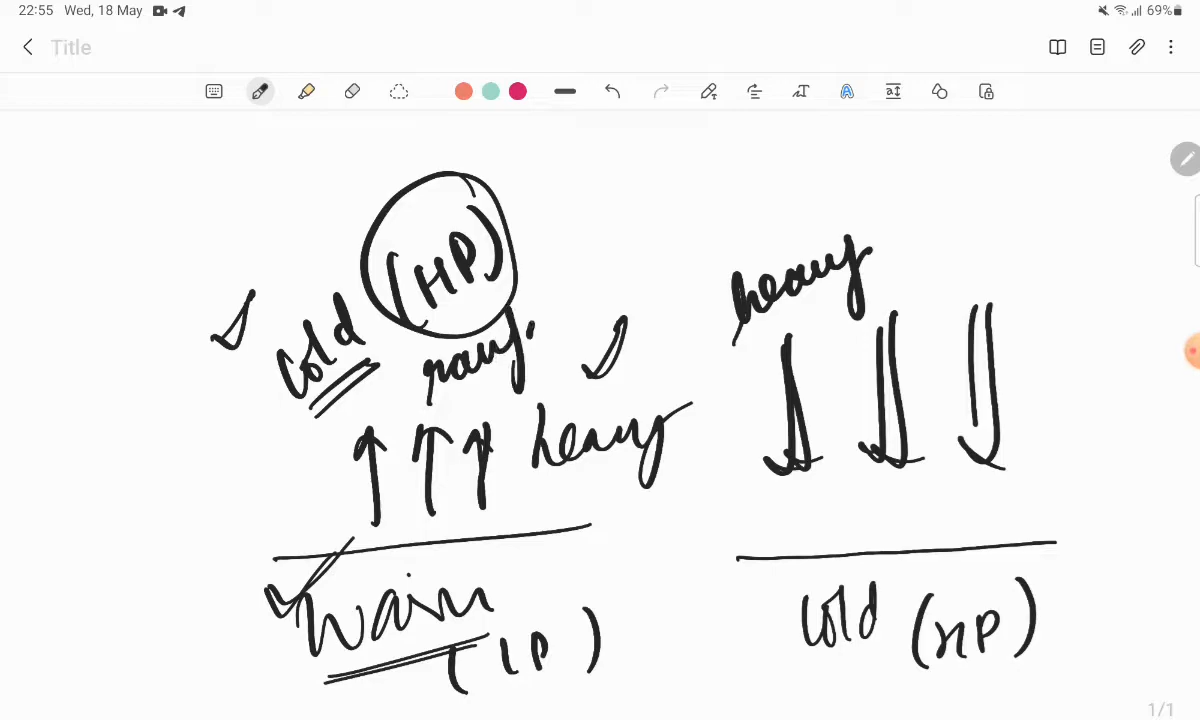 22:55 Wed, 18 May
69%
Title
(HP)
heavy
cold
heavy
warm
(LP)
cold
(HP)
1/1